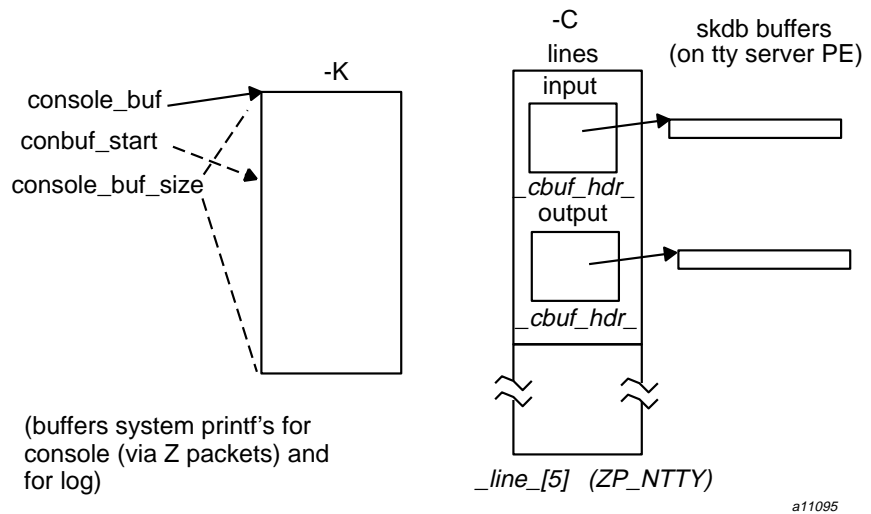 -K
console_buf
conbuf_start
console_buf_size
(buffers system printf's for
console (via Z packets) and
for log)
-C
lines
input
_cbuf_hdr_
output
_cbuf_hdr_
_line_[5] (ZP_NTTY)
skdb buffers
(on tty server PE)
a11095